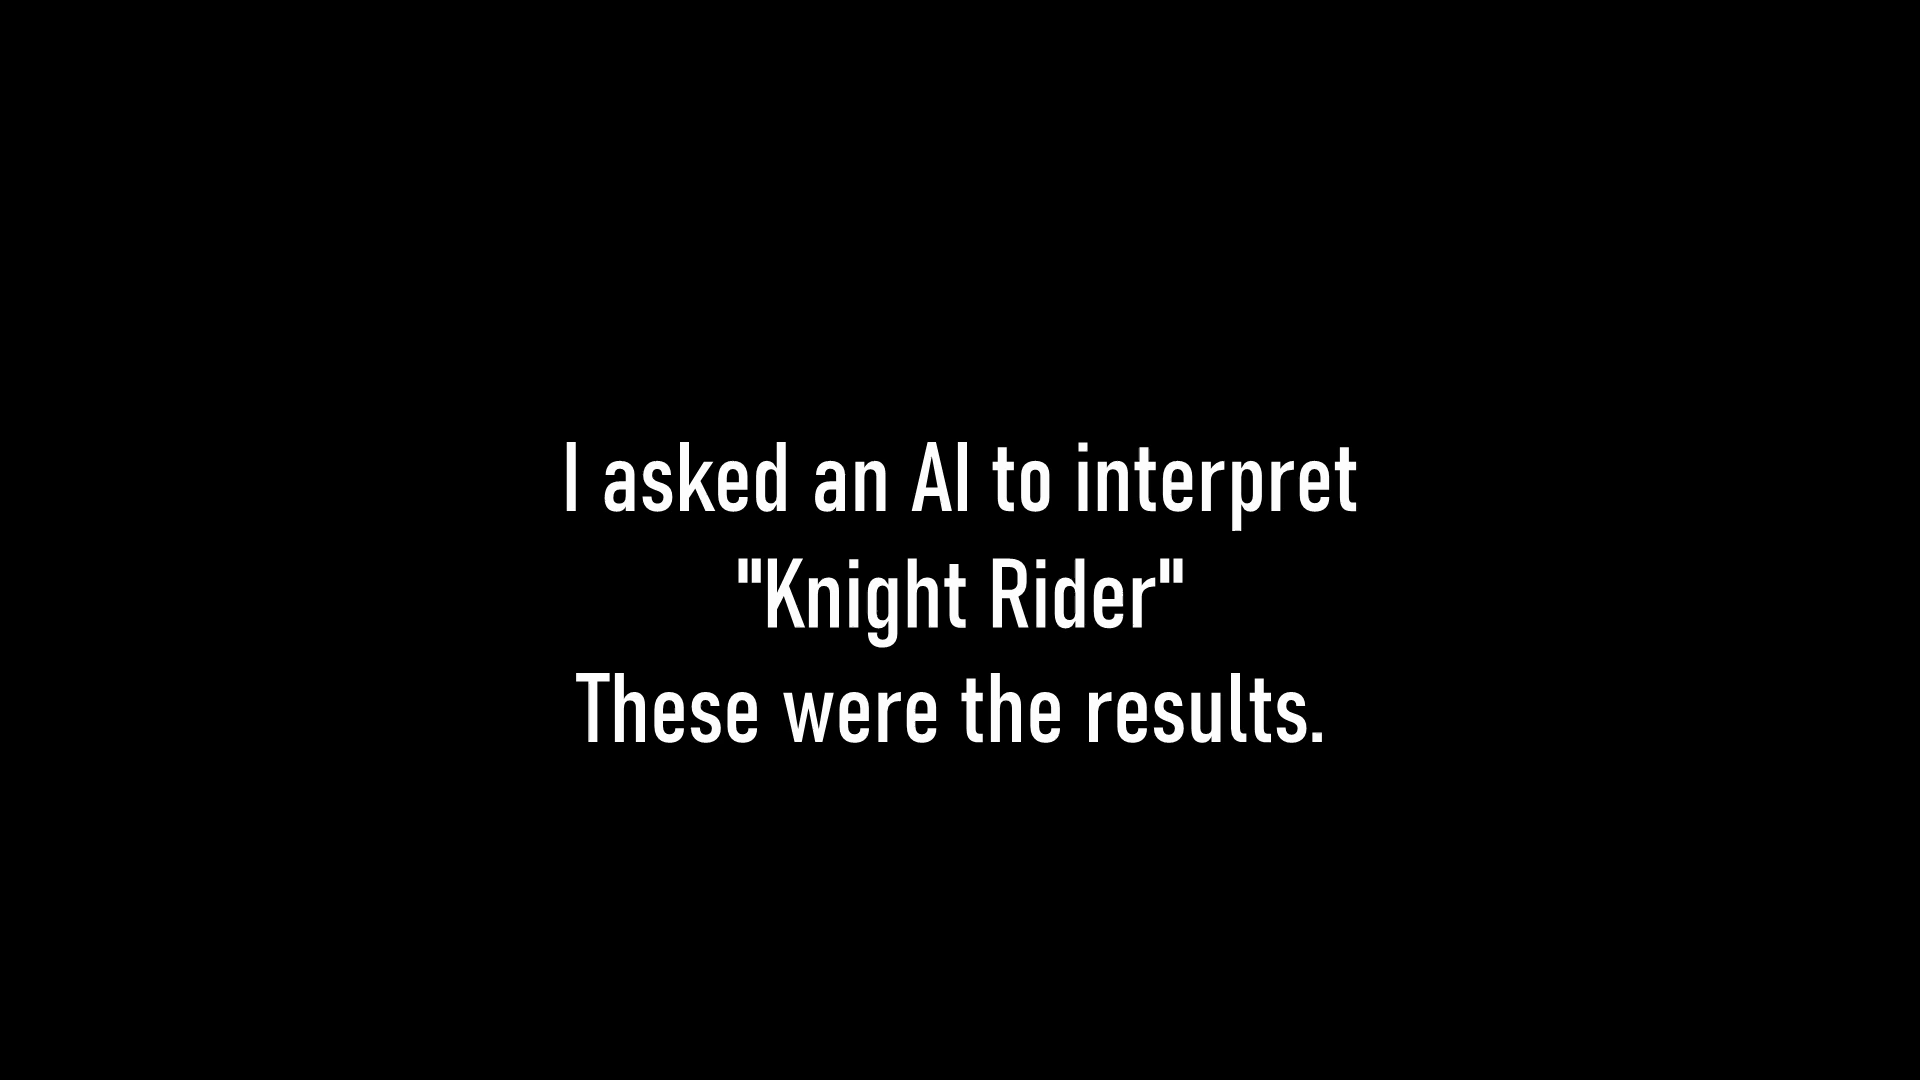 I asked an AI to interpret
"Knight Rider"
These were the results.